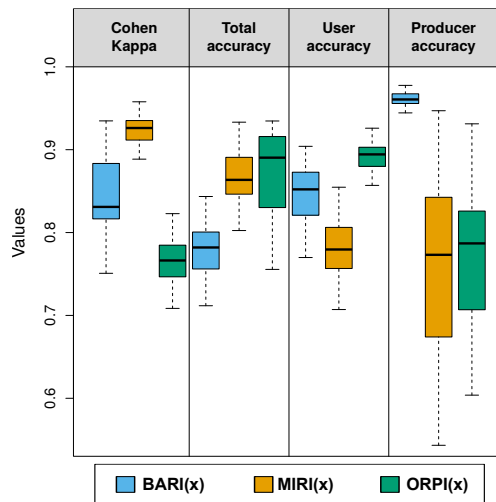 Cohen Kappa
Total accuracy
User accuracy
Producer accuracy
Values
1.0
0.9
0.8
0.7
0.6
BARI(x)
MIRI(x)
ORPI(x)